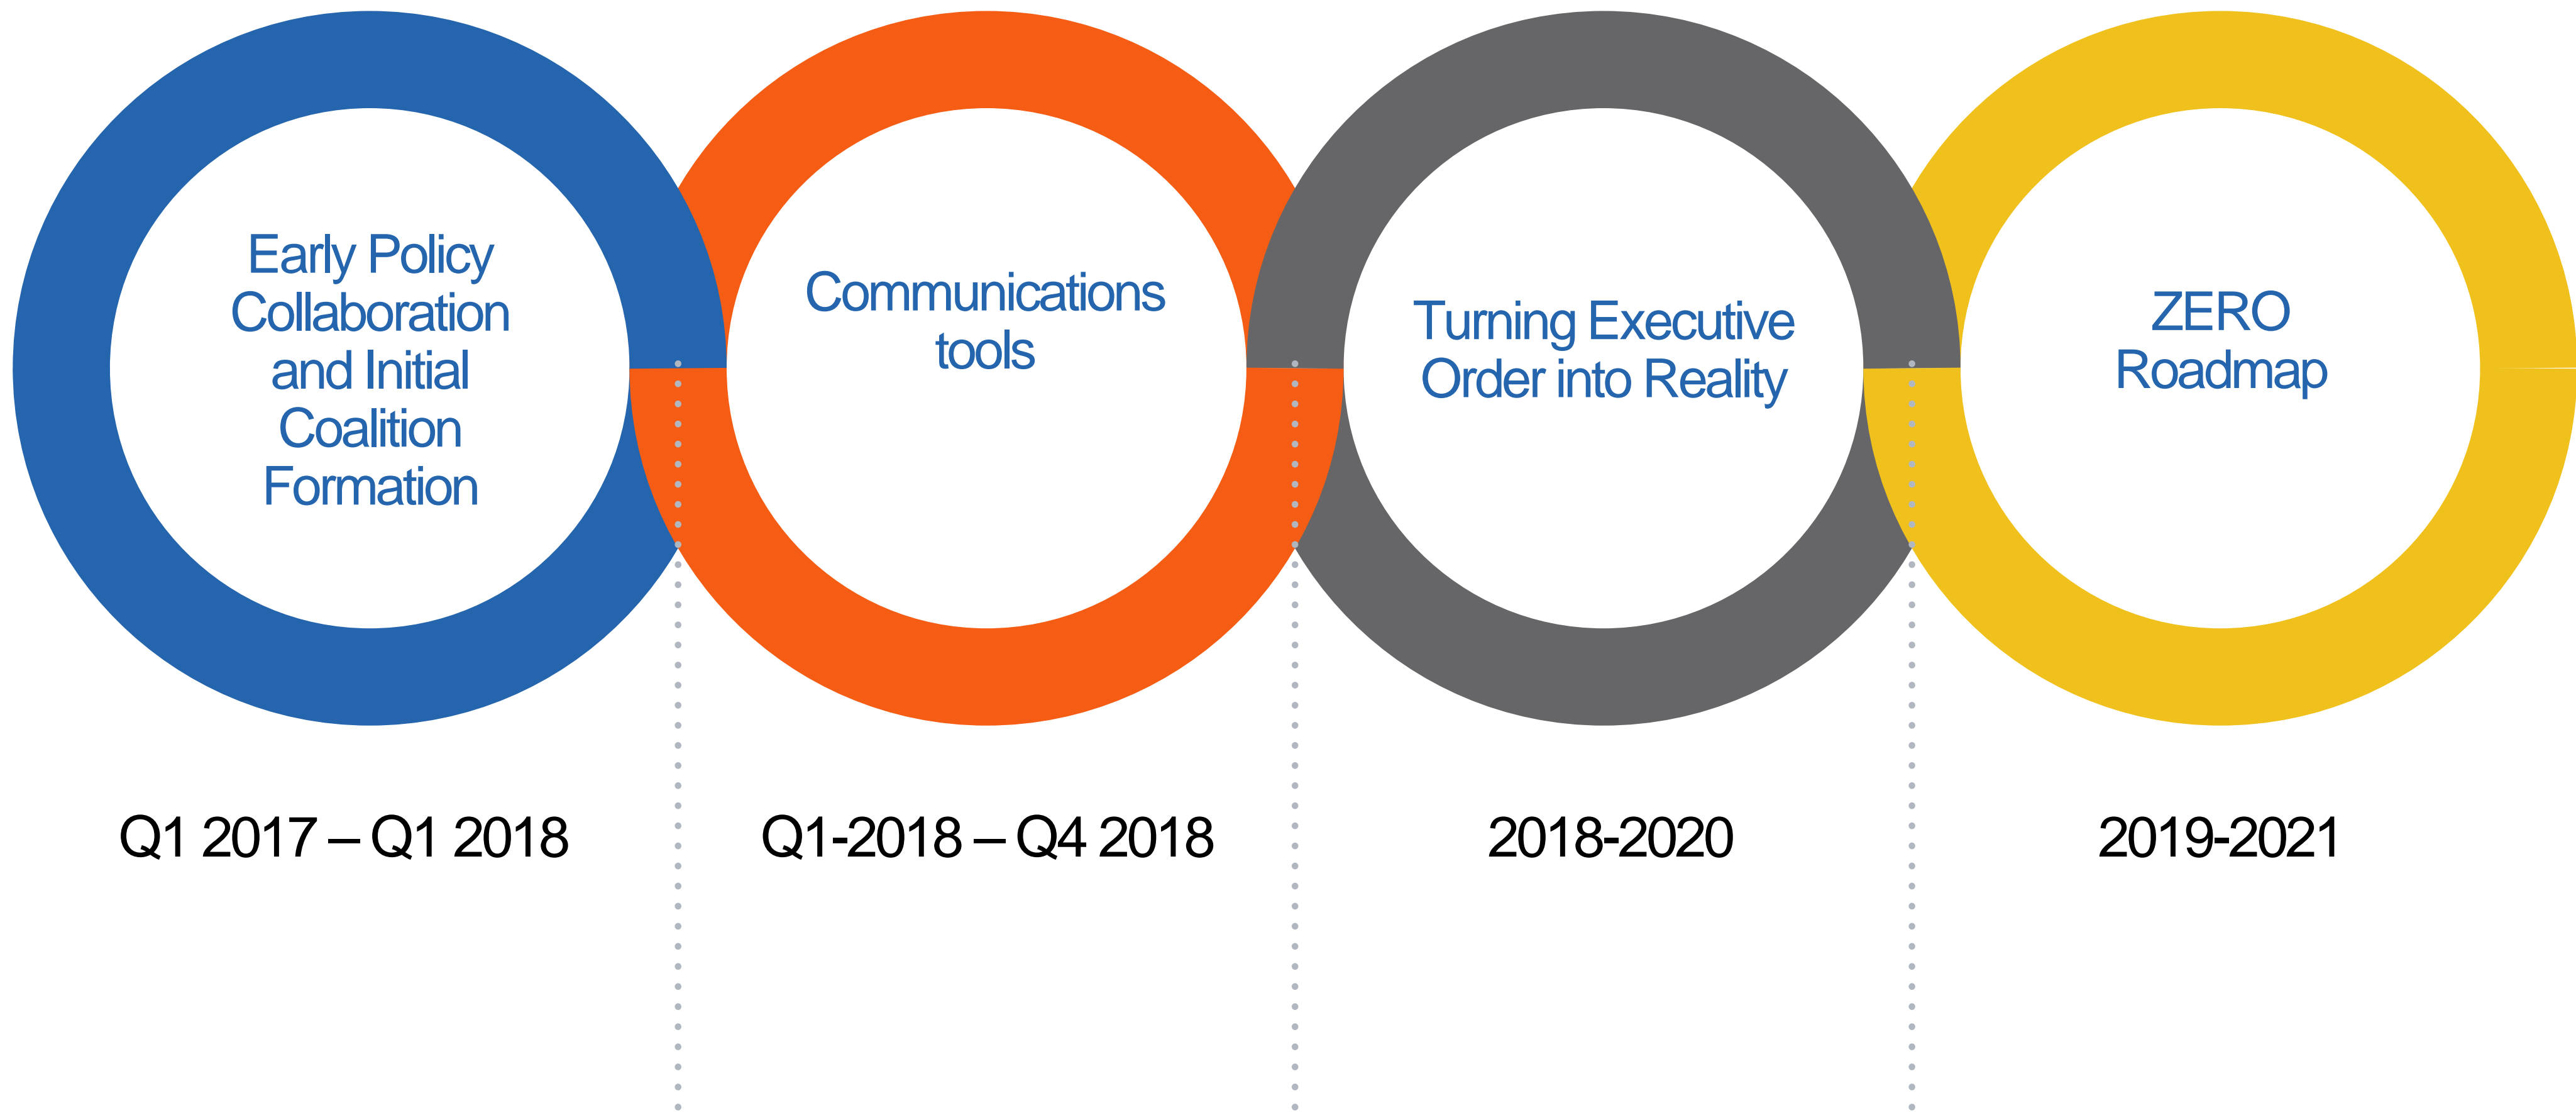 Early Policy
Collaboration
and Initial
Coalition
Formation
Communications
tools
Turning Executive
Order into Reality
ZERO
Roadmap
Q1 2017 – Q1 2018
Q1-2018 – Q4 2018
2018-2020
2019-2021